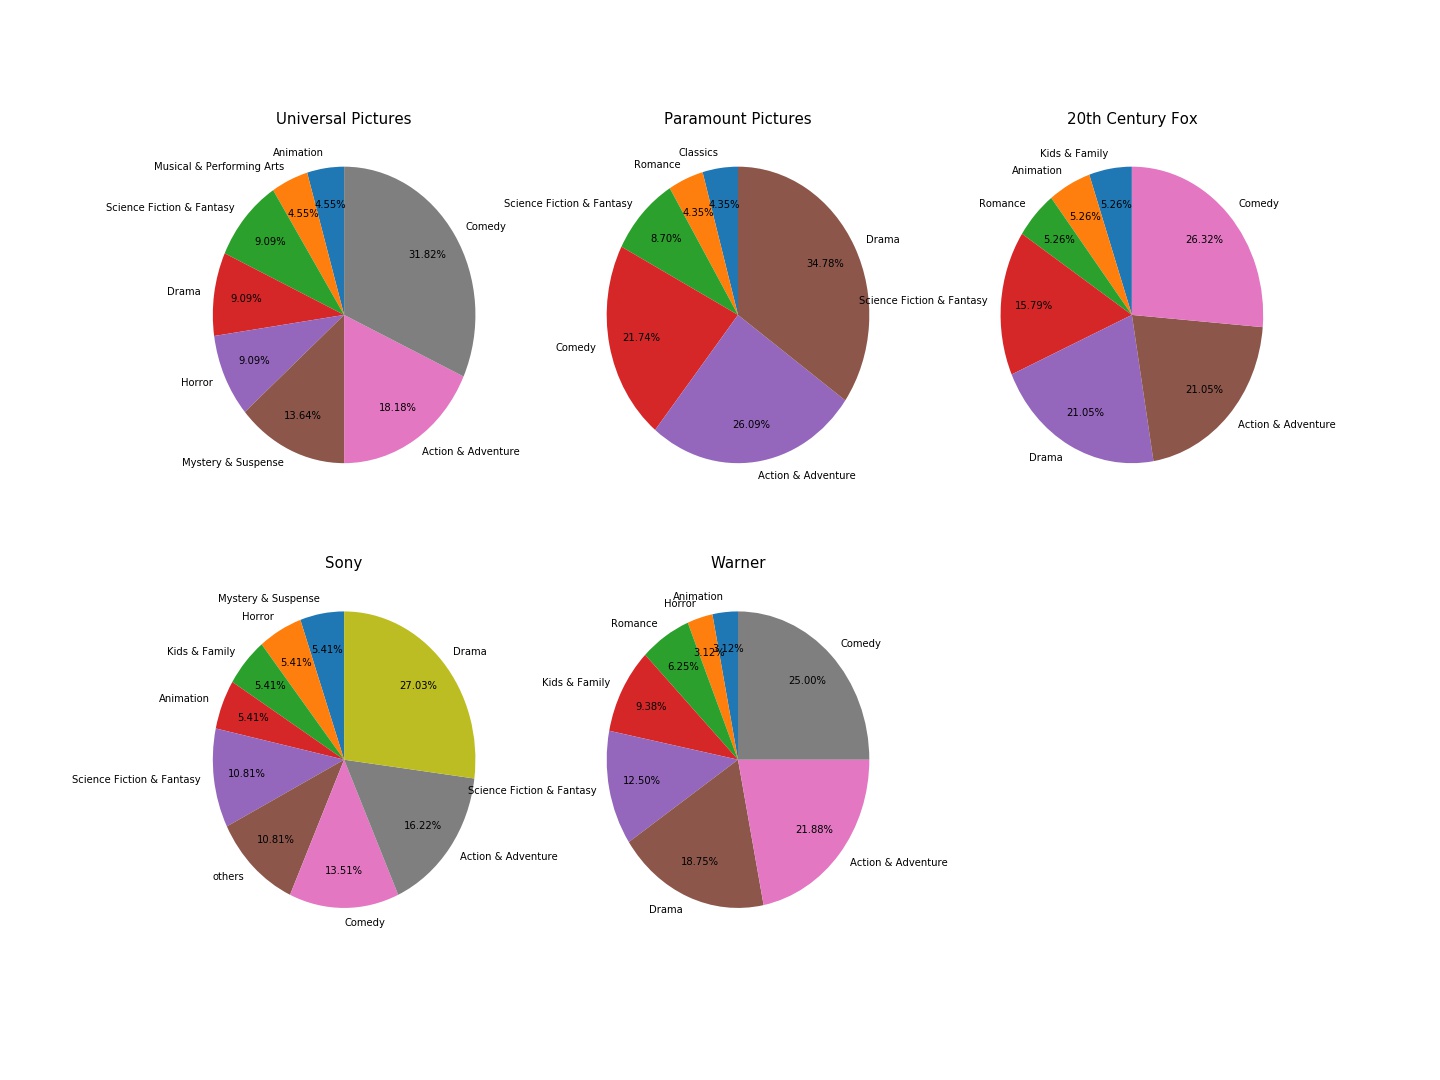 Universal Pictures
Animation
Musical & Performing Arts
Science Fiction & Fantasy
Drama
Horror
Mystery & Suspense
Action & Adventure
Comedy
4.55%
4.55%
9.09%
9.09%
9.09%
13.64%
18.18%
31.82%
Paramount Pictures
Classics
Romance
Science Fiction & Fantasy
Comedy
Action & Adventure
Drama
4.35%
4.35%
8.70%
21.74%
26.09%
34.78%
20th Century Fox
Kids & Family
Animation
Romance
Science Fiction & Fantasy
Drama
Action & Adventure
Comedy
5.26%
5.26%
5.26%
15.79%
21.05%
21.05%
26.32%
Sony
Mystery & Suspense
Horror
Kids & Family
Animation
Science Fiction & Fantasy
others
Comedy
Action & Adventure
Drama
5.41%
5.41%
5.41%
5.41%
10.81%
10.81%
13.51%
16.22%
27.03%
Warner
Animation
Horror
Romance
Kids & Family
Science Fiction & Fantasy
Drama
Action & Adventure
Comedy
3.12%
3.12%
6.25%
9.38%
12.50%
18.75%
21.88%
25.00%